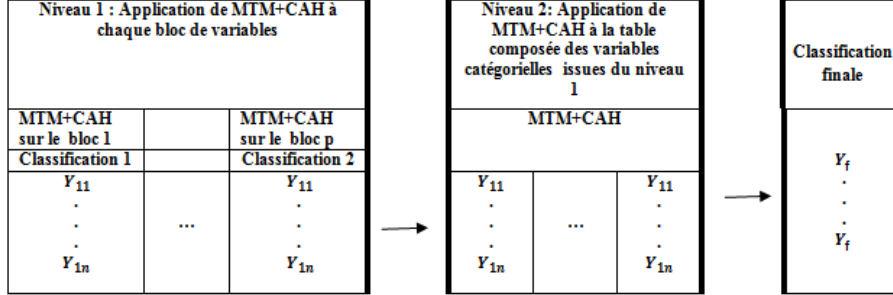 Niveau 1 : Application de MTM+CAH à
chaque bloc de variables
MTM+CAH
sur le bloc 1
MTM+CAH
sur le bloc p
Classification 1
Classification 2
Y11
.
.
.
Y1n
...
Y11
.
.
.
Y1n
Niveau 2: Application de
MTM+CAH à la table
composée des variables
catégorielles issues du niveau
1
MTM+CAH
Y11
.
.
.
Y1n
...
Y11
.
.
.
Y1n
Classification
finale
Yf
.
.
.
Yf